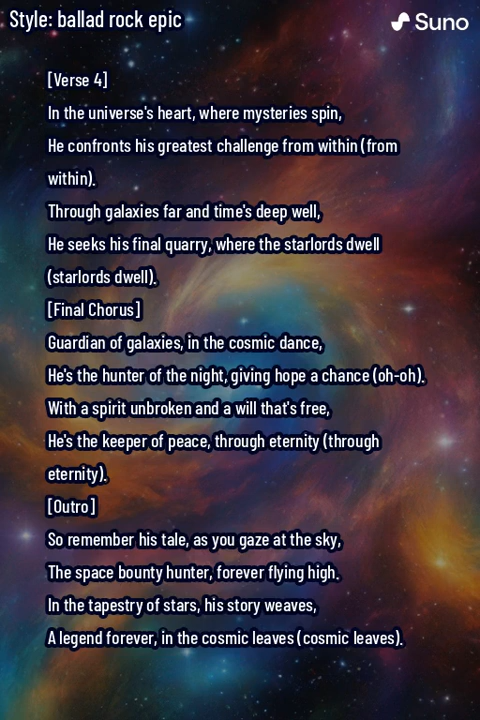 Style: ballad rock epic
Suno
[Verse 4]
In the universe's heart, where mysteries spin,
He confronts his greatest challenge from within (from
within).
Through galaxies far and time's deep well,
He seeks his final quarry, where the starlords dwell
(starlords dwell).
[Final Chorus]
Guardian of galaxies, in the cosmic dance,
He's the hunter of the night, giving hope a chance (oh-oh).
With a spirit unbroken and a will that's free,
He's the keeper of peace, through eternity (through
eternity).
[Outro]
So remember his tale, as you gaze at the sky,
The space bounty hunter, forever flying high.
In the tapestry of stars, his story weaves,
A legend forever, in the cosmic leaves (cosmic leaves).